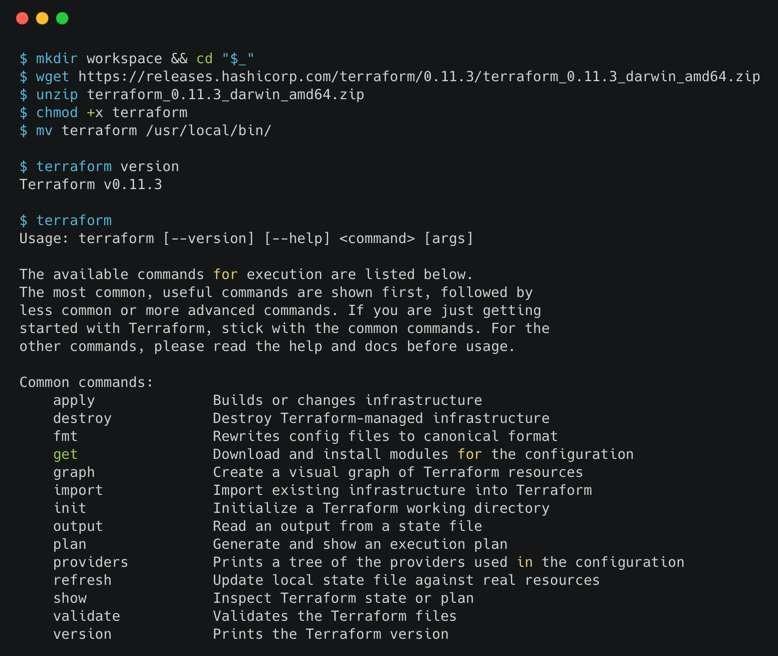 $ mkdir workspace && cd "$_"
$ wget https://releases.hashicorp.com/terraform/0.11.3/terraform_0.11.3_darwin_amd64.zip
$ unzip terraform_0.11.3_darwin_amd64.zip
$ chmod +x terraform
$ mv terraform /usr/local/bin/

$ terraform version
Terraform v0.11.3

$ terraform
Usage: terraform [--version] [--help] <command> [args]

The available commands for execution are listed below.
The most common, useful commands are shown first, followed by
less common or more advanced commands. If you are just getting
started with Terraform, stick with the common commands. For the
other commands, please read the help and docs before usage.

Common commands:
    apply              Builds or changes infrastructure
    destroy            Destroy Terraform-managed infrastructure
    fmt                Rewrites config files to canonical format
    get                Download and install modules for the configuration
    graph              Create a visual graph of Terraform resources
    import             Import existing infrastructure into Terraform
    init               Initialize a Terraform working directory
    output             Read an output from a state file
    plan               Generate and show an execution plan
    providers          Prints a tree of the providers used in the configuration
    refresh            Update local state file against real resources
    show               Inspect Terraform state or plan
    validate           Validates the Terraform files
    version            Prints the Terraform version